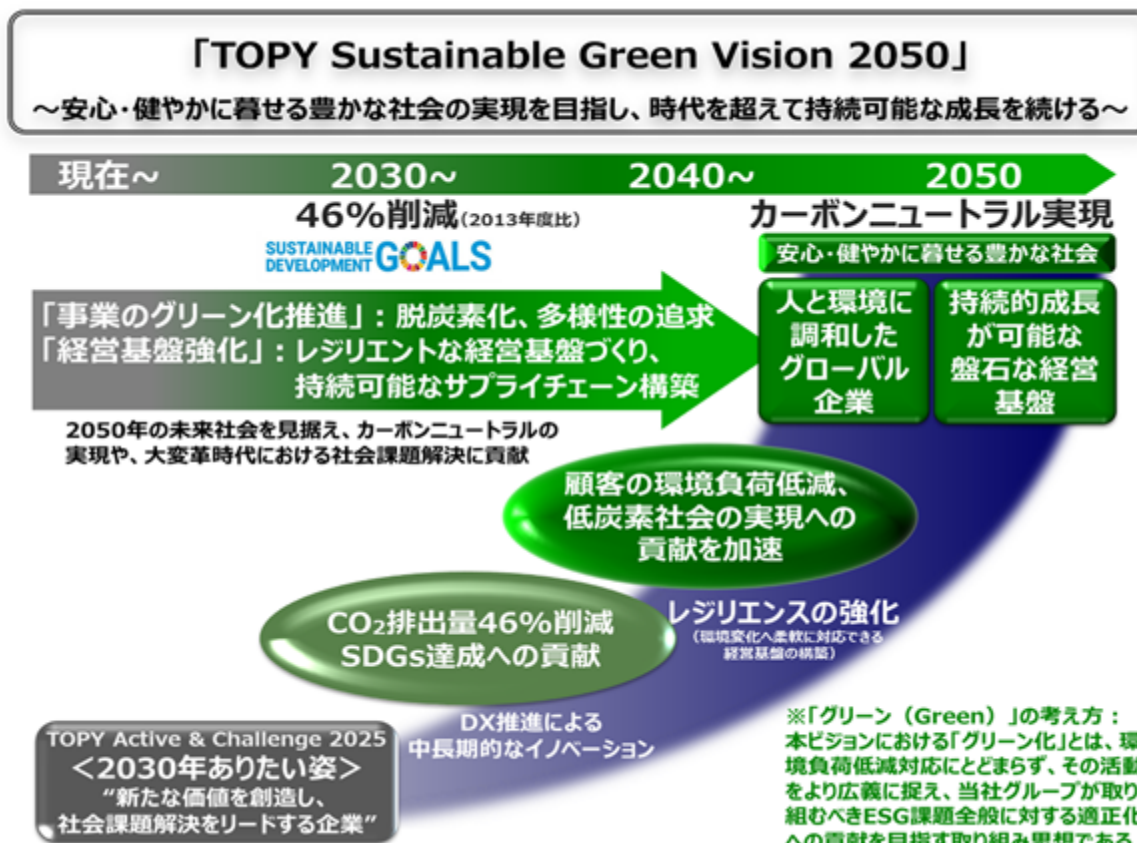 「TOPY Sustainable Green Vision 2050」
～安心・健やかに暮せる豊かな社会の実現を目指し、時代を超えて持続可能な成長を続ける～
現在～ 2030～ 2040～ 2050
46%削減(2013年度比)
カーボンニュートラル実現
SUSTAINABLE
DEVELOPMENT GOALS
安心・健やかに暮せる豊かな社会
「事業のグリーン化推進」：脱炭素化、多様性の追求
「経営基盤強化」：レジリエントな経営基盤づくり、
持続可能なサプライチェーン構築
人と環境に
調和した
グローバル
企業
持続的成長
が可能な
盤石な経営
基盤
2050年の未来社会を見据え、カーボンニュートラルの
実現や、大変革時代における社会課題解決に貢献
顧客の環境負荷低減、
低炭素社会の実現への
貢献を加速
CO₂排出量46%削減
SDGs達成への貢献
レジリエンスの強化
（環境変化へ柔軟に対応できる
経営基盤の構築）
DX推進による
中長期的なイノベーション
TOPY Active & Challenge 2025
＜2030年ありたい姿＞
“新たな価値を創造し、
社会課題解決をリードする企業”
※「グリーン（Green）」の考え方：
本ビジョンにおける「グリーン化」とは、環
境負荷低減対応にとどまらず、その活動
をより広義に捉え、当社グループが取り
組むべきESG課題全般に対する適正化
への貢献を目指す取り組み思想である